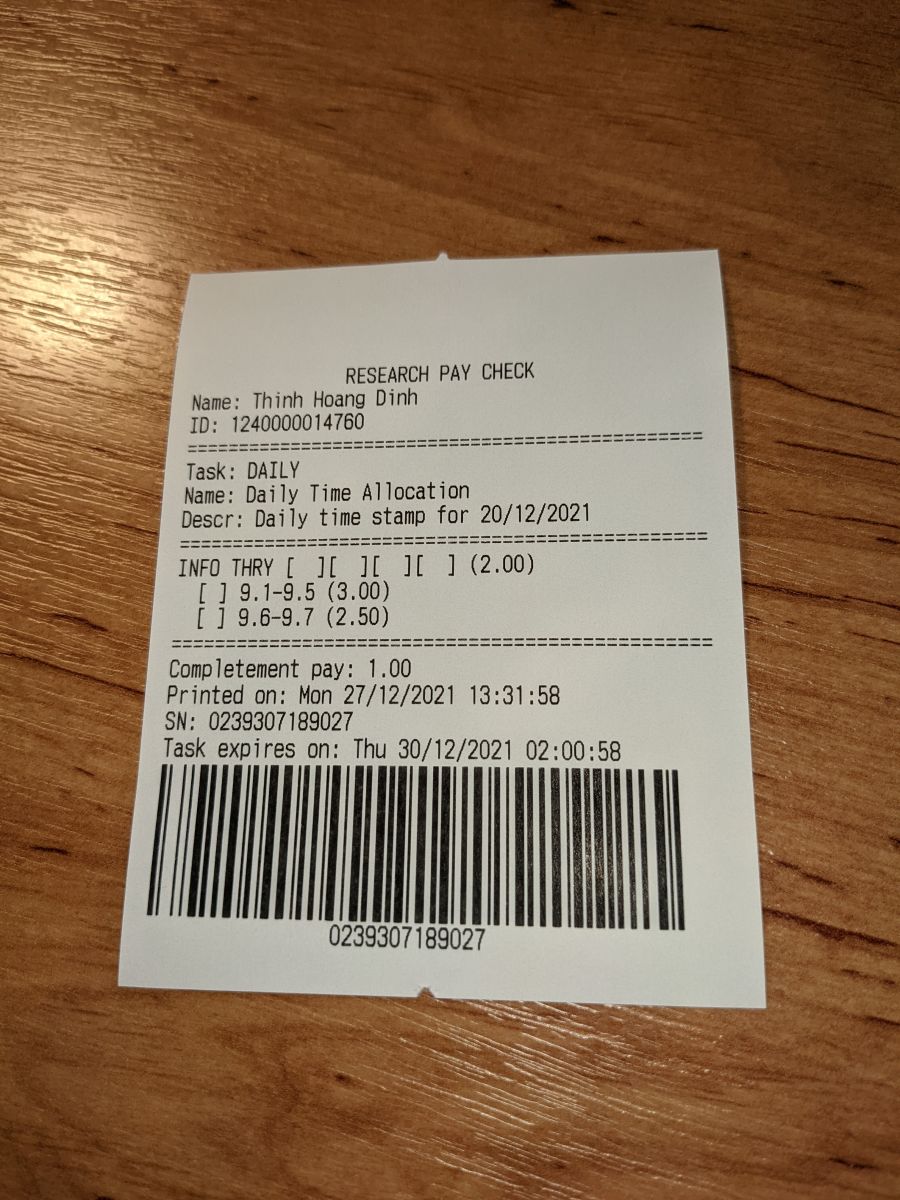 RESEARCH PAY CHECK
Name: Thinh Hoang Dinh
ID: 1240000014760
================================================
Task: DAILY
Name: Daily Time Allocation
Descr: Daily time stamp for 20/12/2021
================================================
INFO THRY [  ][  ][  ][  ] (2.00)
[ ] 9.1-9.5 (3.00)
[ ] 9.6-9.7 (2.50)
================================================
Completement pay: 1.00
Printed on: Mon 27/12/2021 13:31:58
SN: 0239307189027
Task expires on: Thu 30/12/2021 02:00:58
0239307189027